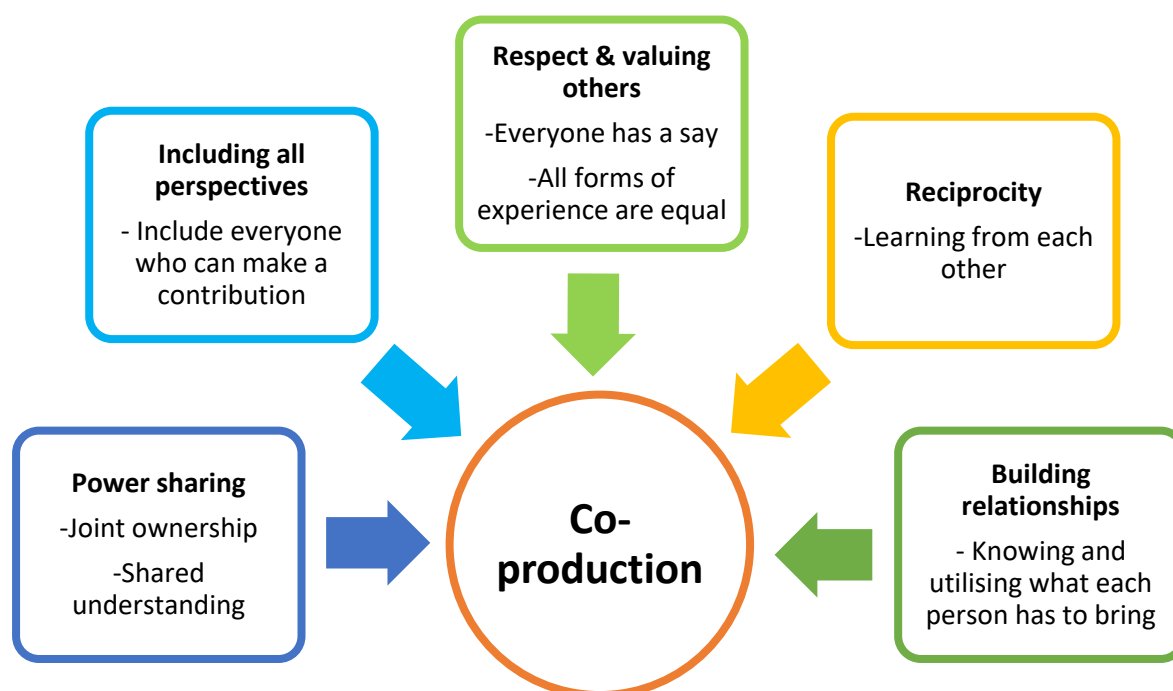 Respect & valuing
others
-Everyone has a say
-All forms of
experience are equal
Including all
perspectives
- Include everyone
who can make a
contribution
Reciprocity
-Learning from each
other
Power sharing
-Joint ownership
-Shared
understanding
Co-
production
Building
relationships
- Knowing and
utilising what each
person has to bring